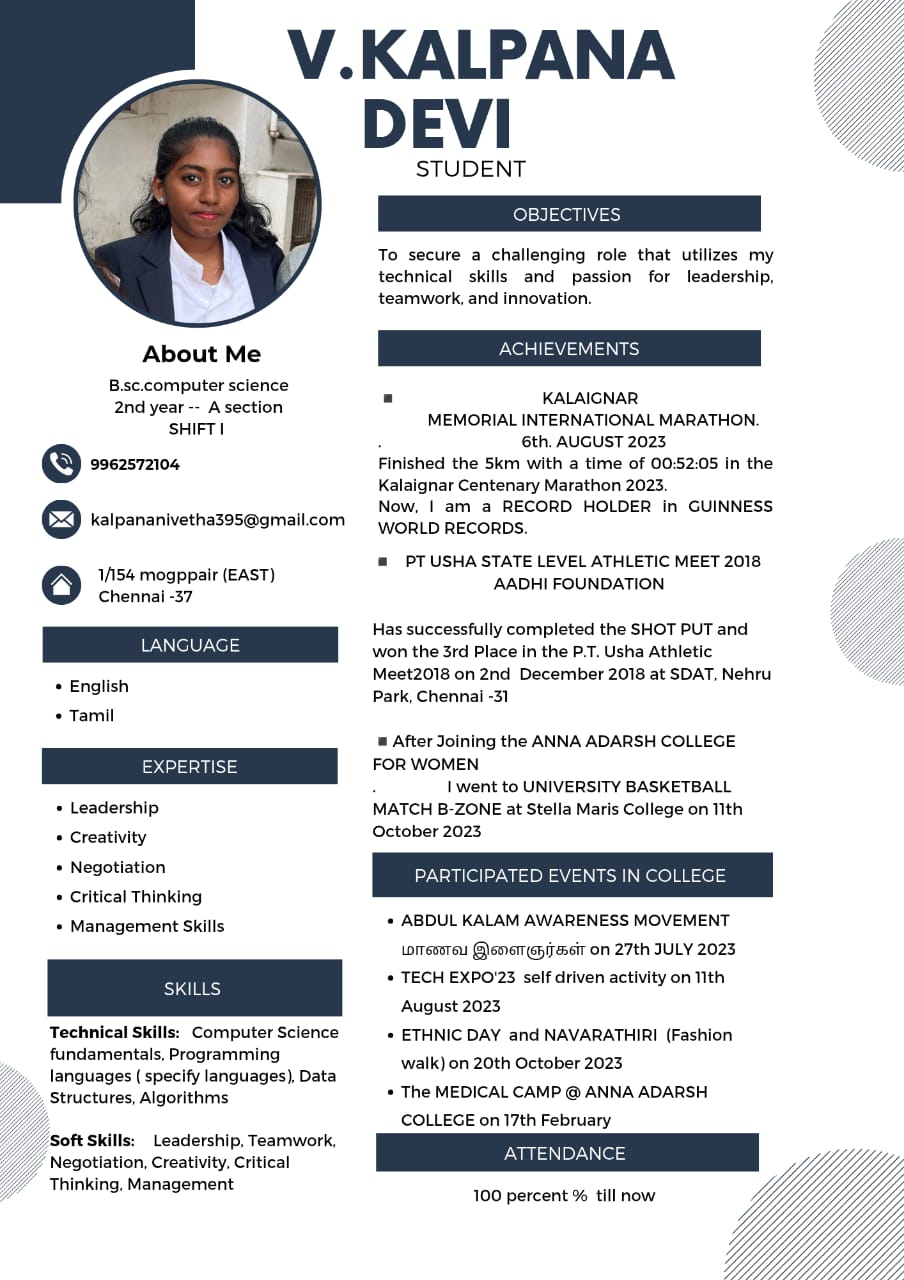 V.KALPANA
DEVI
STUDENT
About Me
B.sc.computer science
2nd year -- A section
SHIFT I
9962572104
kalpananivetha395@gmail.com
1/154 mogppair (EAST)
Chennai -37
LANGUAGE
• English
• Tamil
EXPERTISE
• Leadership
• Creativity
• Negotiation
• Critical Thinking
• Management Skills
SKILLS
Technical Skills: Computer Science
fundamentals, Programming
languages ( specify languages), Data
Structures, Algorithms
Soft Skills: Leadership, Teamwork,
Negotiation, Creativity, Critical
Thinking, Management
OBJECTIVES
To secure a challenging role that utilizes my
technical skills and passion for leadership,
teamwork, and innovation.
ACHIEVEMENTS
▪ KALAIGNAR
MEMORIAL INTERNATIONAL MARATHON.
. 6th. AUGUST 2023
Finished the 5km with a time of 00:52:05 in the
Kalaignar Centenary Marathon 2023.
Now, I am a RECORD HOLDER in GUINNESS
WORLD RECORDS.
▪ PT USHA STATE LEVEL ATHLETIC MEET 2018
AADHI FOUNDATION
Has successfully completed the SHOT PUT and
won the 3rd Place in the P.T. Usha Athletic
Meet2018 on 2nd December 2018 at SDAT, Nehru
Park, Chennai -31
▪After Joining the ANNA ADARSH COLLEGE
FOR WOMEN
. I went to UNIVERSITY BASKETBALL
MATCH B-ZONE at Stella Maris College on 11th
October 2023
PARTICIPATED EVENTS IN COLLEGE
• ABDUL KALAM AWARENESS MOVEMENT
மாணவ இளைஞர்கள் on 27th JULY 2023
• TECH EXPO'23 self driven activity on 11th
August 2023
• ETHNIC DAY and NAVARATHIRI (Fashion
walk) on 20th October 2023
• The MEDICAL CAMP @ ANNA ADARSH
COLLEGE on 17th February
ATTENDANCE
100 percent % till now